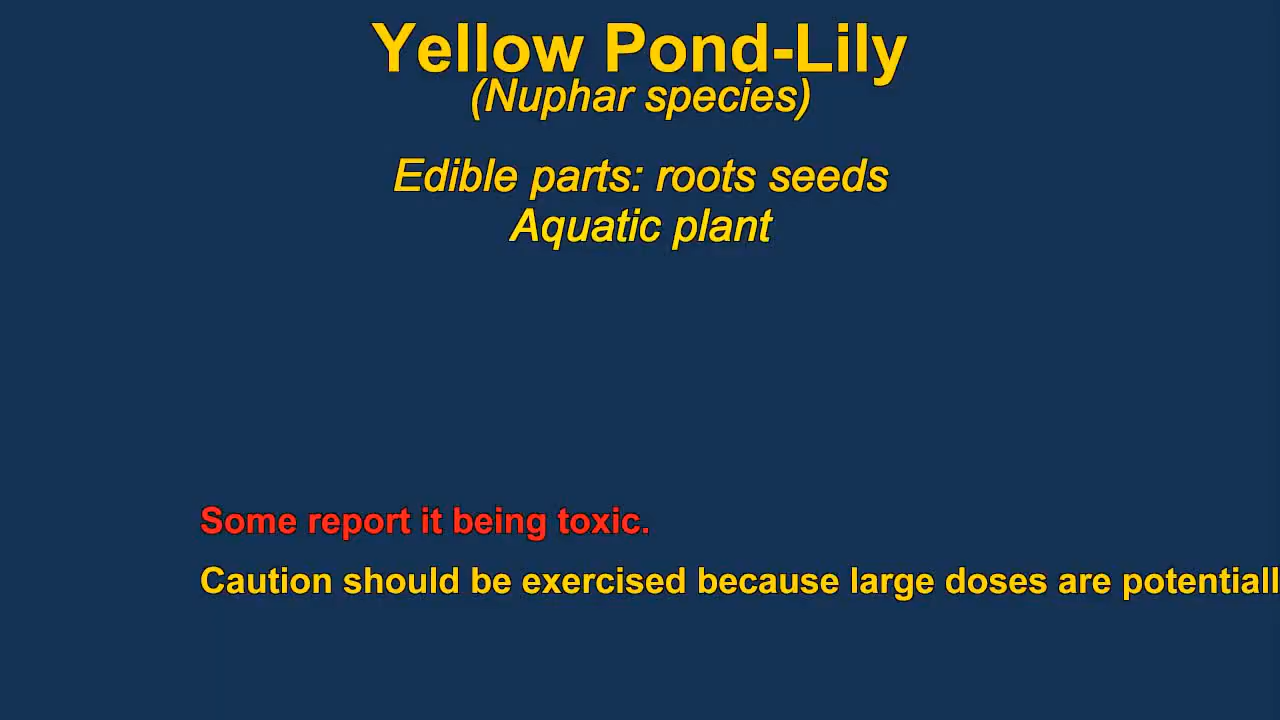 Yellow Pond-Lily
(Nuphar species)
Edible parts: roots seeds
Aquatic plant
Some report it being toxic.
Caution should be exercised because large doses are potentiall